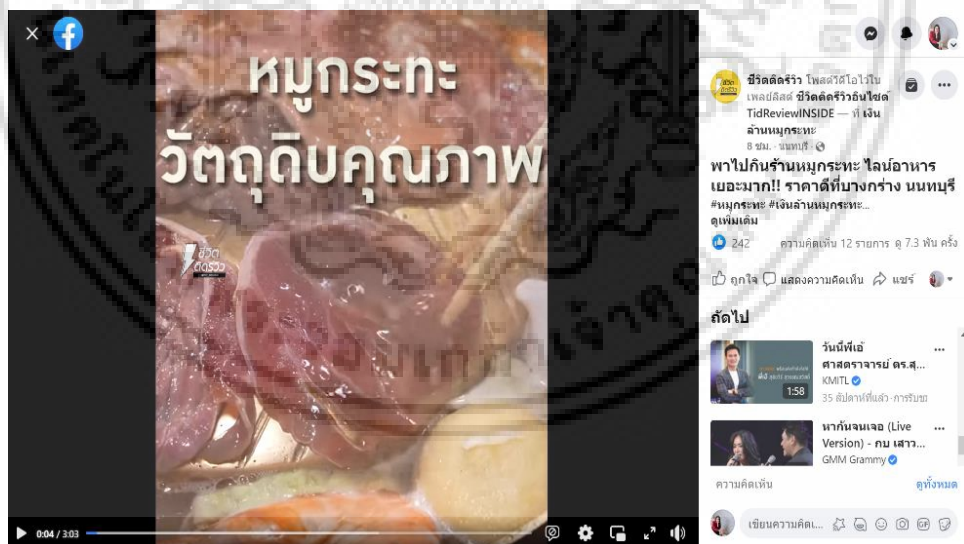 หมูกระทะ
วัตถุดิบคุณภาพ
ชีวิต
ติดรีวิว
0:04 / 3:03
ชีวิตติดรีวิว โพสต์วิดีโอไว้ใน
เพลย์ลิสต์ ชีวิตติดรีวิวอินไซด์
TidReviewINSIDE — ที่ เงิน
ล้านหมูกระทะ
8 ชม. · นนทบุรี ·
พาไปกินร้านหมูกระทะ ไลน์อาหาร
เยอะมาก!! ราคาดีที่บางกร่าง นนทบุรี
#หมูกระทะ #เงินล้านหมูกระทะ...
ดูเพิ่มเติม
242 ความคิดเห็น 12 รายการ ดู 7.3 พัน ครั้ง
ถูกใจ แสดงความคิดเห็น แชร์
ถัดไป
วันนี้พี่เอ้
ศาสตราจารย์ ดร.สุ...
KMITL
35 สัปดาห์ที่แล้ว · การรับชม
1:58
หากันจนเจอ (Live
Version) - กบ เสาว...
GMM Grammy
ความคิดเห็น ดูทั้งหมด
เขียนความคิดเ...